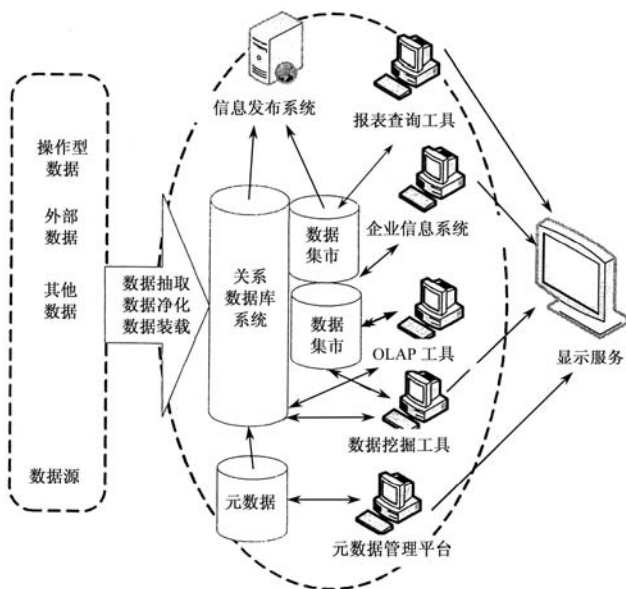 信息发布系统
报表查询工具
操作型
数据
外部
数据
其他
数据
数据源
数据抽取
数据净化
数据装载
关系
数据库
系统
数据
集市
数据
集市
企业信息系统
OLAP 工具
数据挖掘工具
元数据
元数据管理平台
显示服务